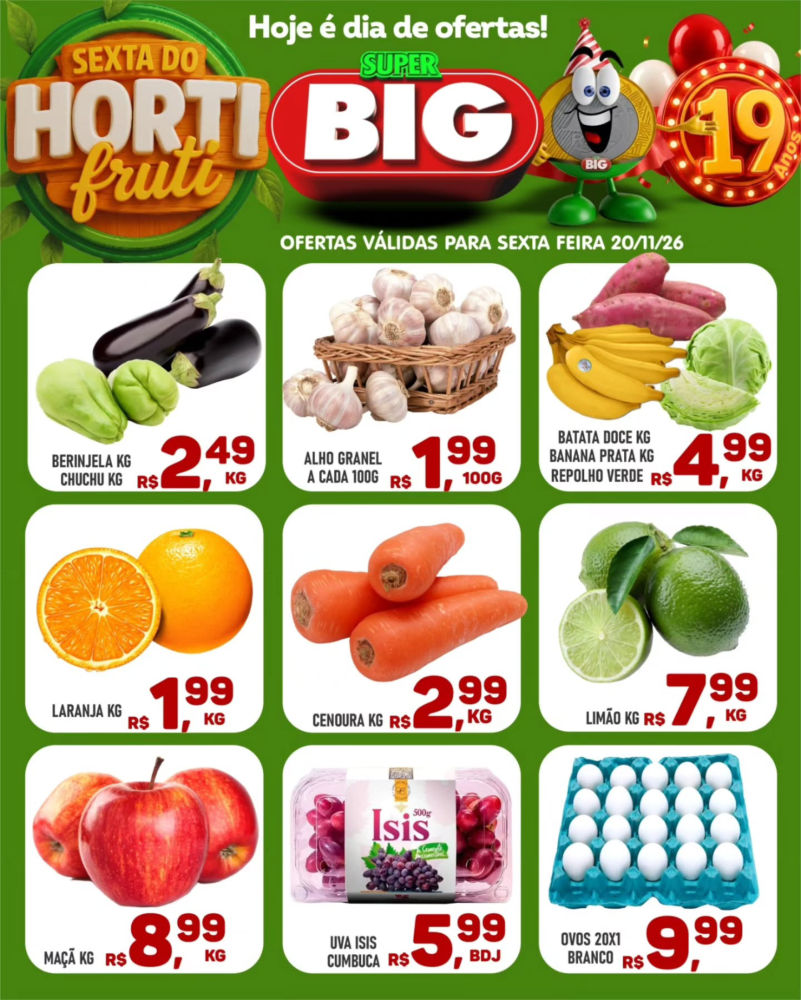 Hoje é dia de ofertas!
SEXTA DO
HORTI
fruti
SUPER
BIG
BIG
19
Anos
OFERTAS VÁLIDAS PARA SEXTA FEIRA 20/11/26
BERINJELA KG
CHUCHU KG
R$ 2,49 KG
ALHO GRANEL
A CADA 100G
R$ 1,99 100G
BATATA DOCE KG
BANANA PRATA KG
REPOLHO VERDE
R$ 4,99 KG
LARANJA KG
R$ 1,99 KG
CENOURA KG
R$ 2,99 KG
LIMÃO KG
R$ 7,99 KG
MAÇÃ KG
R$ 8,99 KG
500g
Isis
UVA ISIS
CUMBUCA
R$ 5,99 BDJ
OVOS 20X1
BRANCO
R$ 9,99